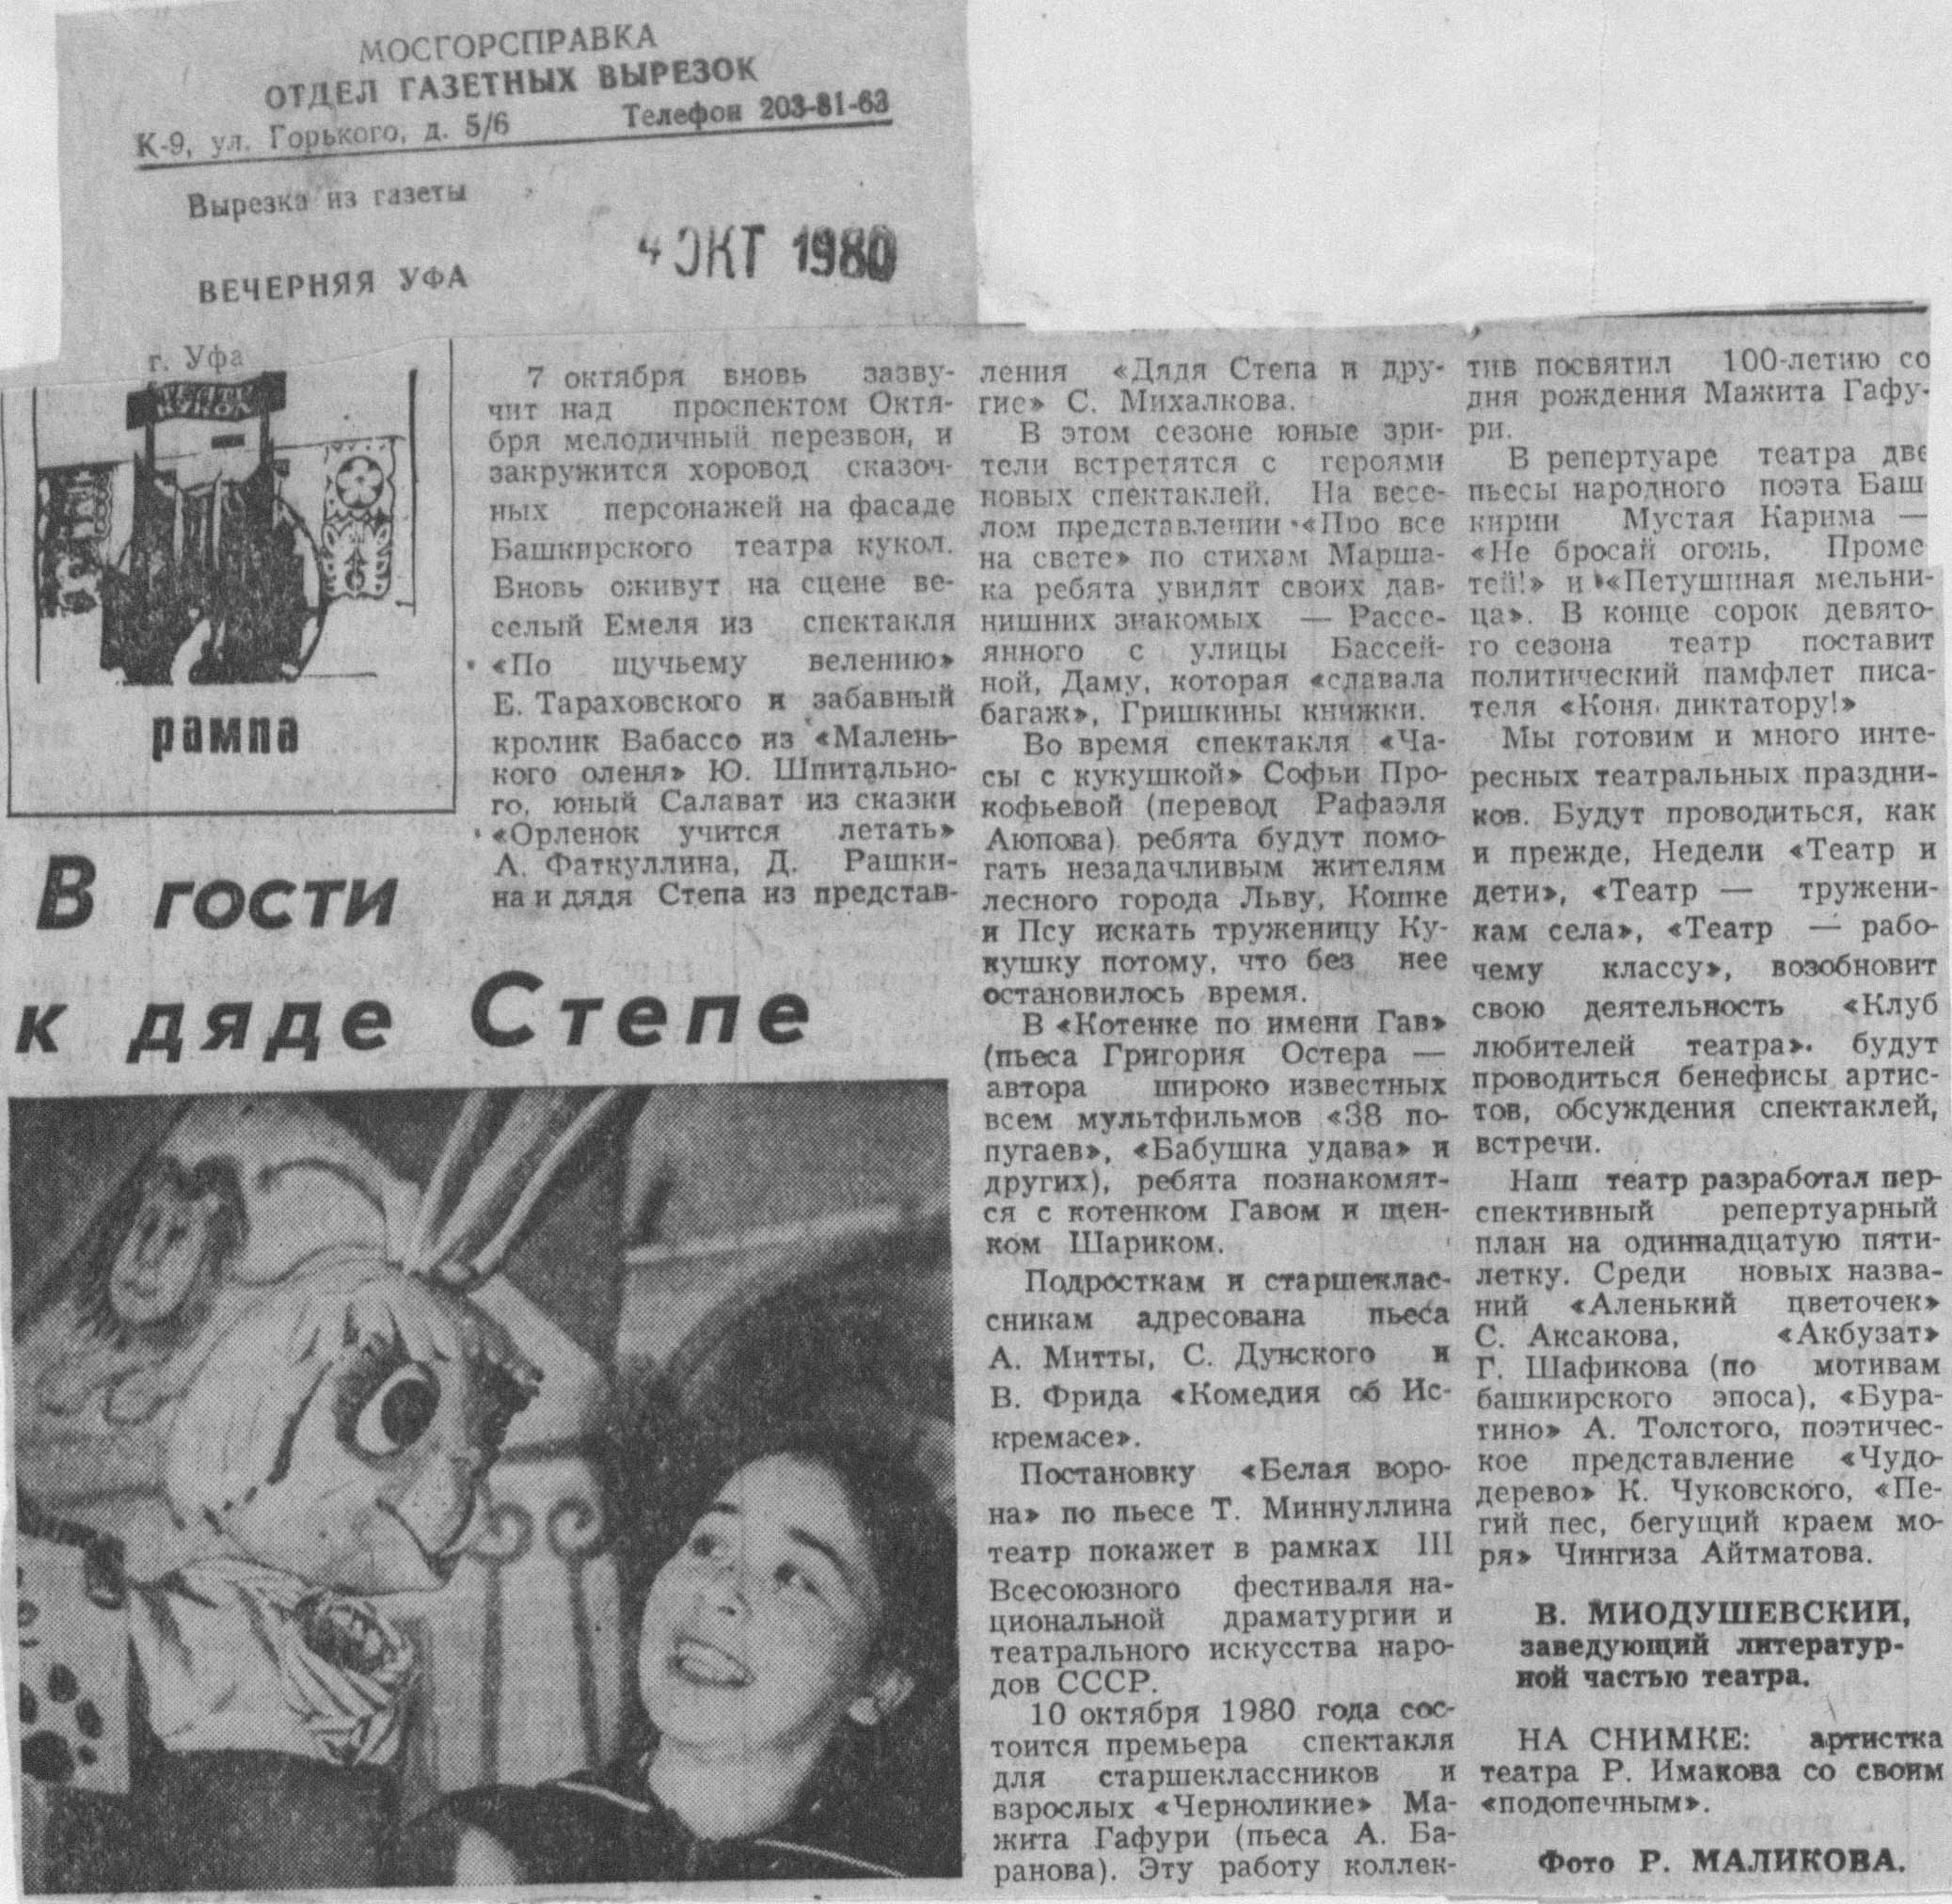 МОСГОРСПРАВКА
ОТДЕЛ ГАЗЕТНЫХ ВЫРЕЗОК
К-9, ул. Горького, д. 5/6 Телефон 203-81-63
Вырезка из газеты
ВЕЧЕРНЯЯ УФА
4 ОКТ 1980
г. Уфа
ТЕАТР
КУКОЛ
рампа
В гости
к дяде Степе
7 октября вновь зазву-
чит над проспектом Октя-
бря мелодичный перезвон, и
закружится хоровод сказоч-
ных персонажей на фасаде
Башкирского театра кукол.
Вновь оживут на сцене ве-
селый Емеля из спектакля
«По щучьему велению»
Е. Тараховского и забавный
кролик Вабассо из «Малень-
кого оленя» Ю. Шпитально-
го, юный Салават из сказки
«Орленок учится летать»
А. Фаткуллина, Д. Рашки-
на и дядя Степа из представ-
ления «Дядя Степа и дру-
гие» С. Михалкова.
В этом сезоне юные зри-
тели встретятся с героями
новых спектаклей. На весе-
лом представлении «Про все
на свете» по стихам Марша-
ка ребята увидят своих дав-
нишних знакомых — Рассе-
янного с улицы Бассей-
ной, Даму, которая «сдавала
багаж», Гришкины книжки.
Во время спектакля «Ча-
сы с кукушкой» Софьи Про-
кофьевой (перевод Рафаэля
Аюпова) ребята будут помо-
гать незадачливым жителям
лесного города Льву, Кошке
и Псу искать труженицу Ку-
кушку потому, что без нее
остановилось время.
В «Котенке по имени Гав»
(пьеса Григория Остера —
автора широко известных
всем мультфильмов «38 по-
пугаев», «Бабушка удава» и
других), ребята познакомят-
ся с котенком Гавом и щен-
ком Шариком.
Подросткам и старшеклас-
сникам адресована пьеса
А. Митты, С. Дунского и
В. Фрида «Комедия об Ис-
кремасе».
Постановку «Белая воро-
на» по пьесе Т. Миннуллина
театр покажет в рамках III
Всесоюзного фестиваля на-
циональной драматургии и
театрального искусства наро-
дов СССР.
10 октября 1980 года сос-
тоится премьера спектакля
для старшеклассников и
взрослых «Черноликие» Ма-
жита Гафури (пьеса А. Ба-
ранова). Эту работу коллек-
тив посвятил 100-летию со
дня рождения Мажита Гафу-
ри.
В репертуаре театра две
пьесы народного поэта Баш
кирии Мустая Карима —
«Не бросай огонь, Проме
тей!» и «Петушиная мельни-
ца». В конце сорок девято-
го сезона театр поставит
политический памфлет писа-
теля «Коня диктатору!»
Мы готовим и много инте-
ресных театральных праздни-
ков. Будут проводиться, как
и прежде, Недели «Театр и
дети», «Театр — тружени-
кам села», «Театр — рабо-
чему классу», возобновит
свою деятельность «Клуб
любителей театра». будут
проводиться бенефисы артис-
тов, обсуждения спектаклей,
встречи.
Наш театр разработал пер-
спективный репертуарный
план на одиннадцатую пяти-
летку. Среди новых назва-
ний «Аленький цветочек»
С. Аксакова, «Акбузат»
Г. Шафикова (по мотивам
башкирского эпоса), «Бура-
тино» А. Толстого, поэтичес-
кое представление «Чудо-
дерево» К. Чуковского, «Пе-
гий пес, бегущий краем мо-
ря» Чингиза Айтматова.
В. МИОДУШЕВСКИЙ,
заведующий литератур-
ной частью театра.
НА СНИМКЕ: артистка
театра Р. Имакова со своим
«подопечным».
Фото Р. МАЛИКОВА.